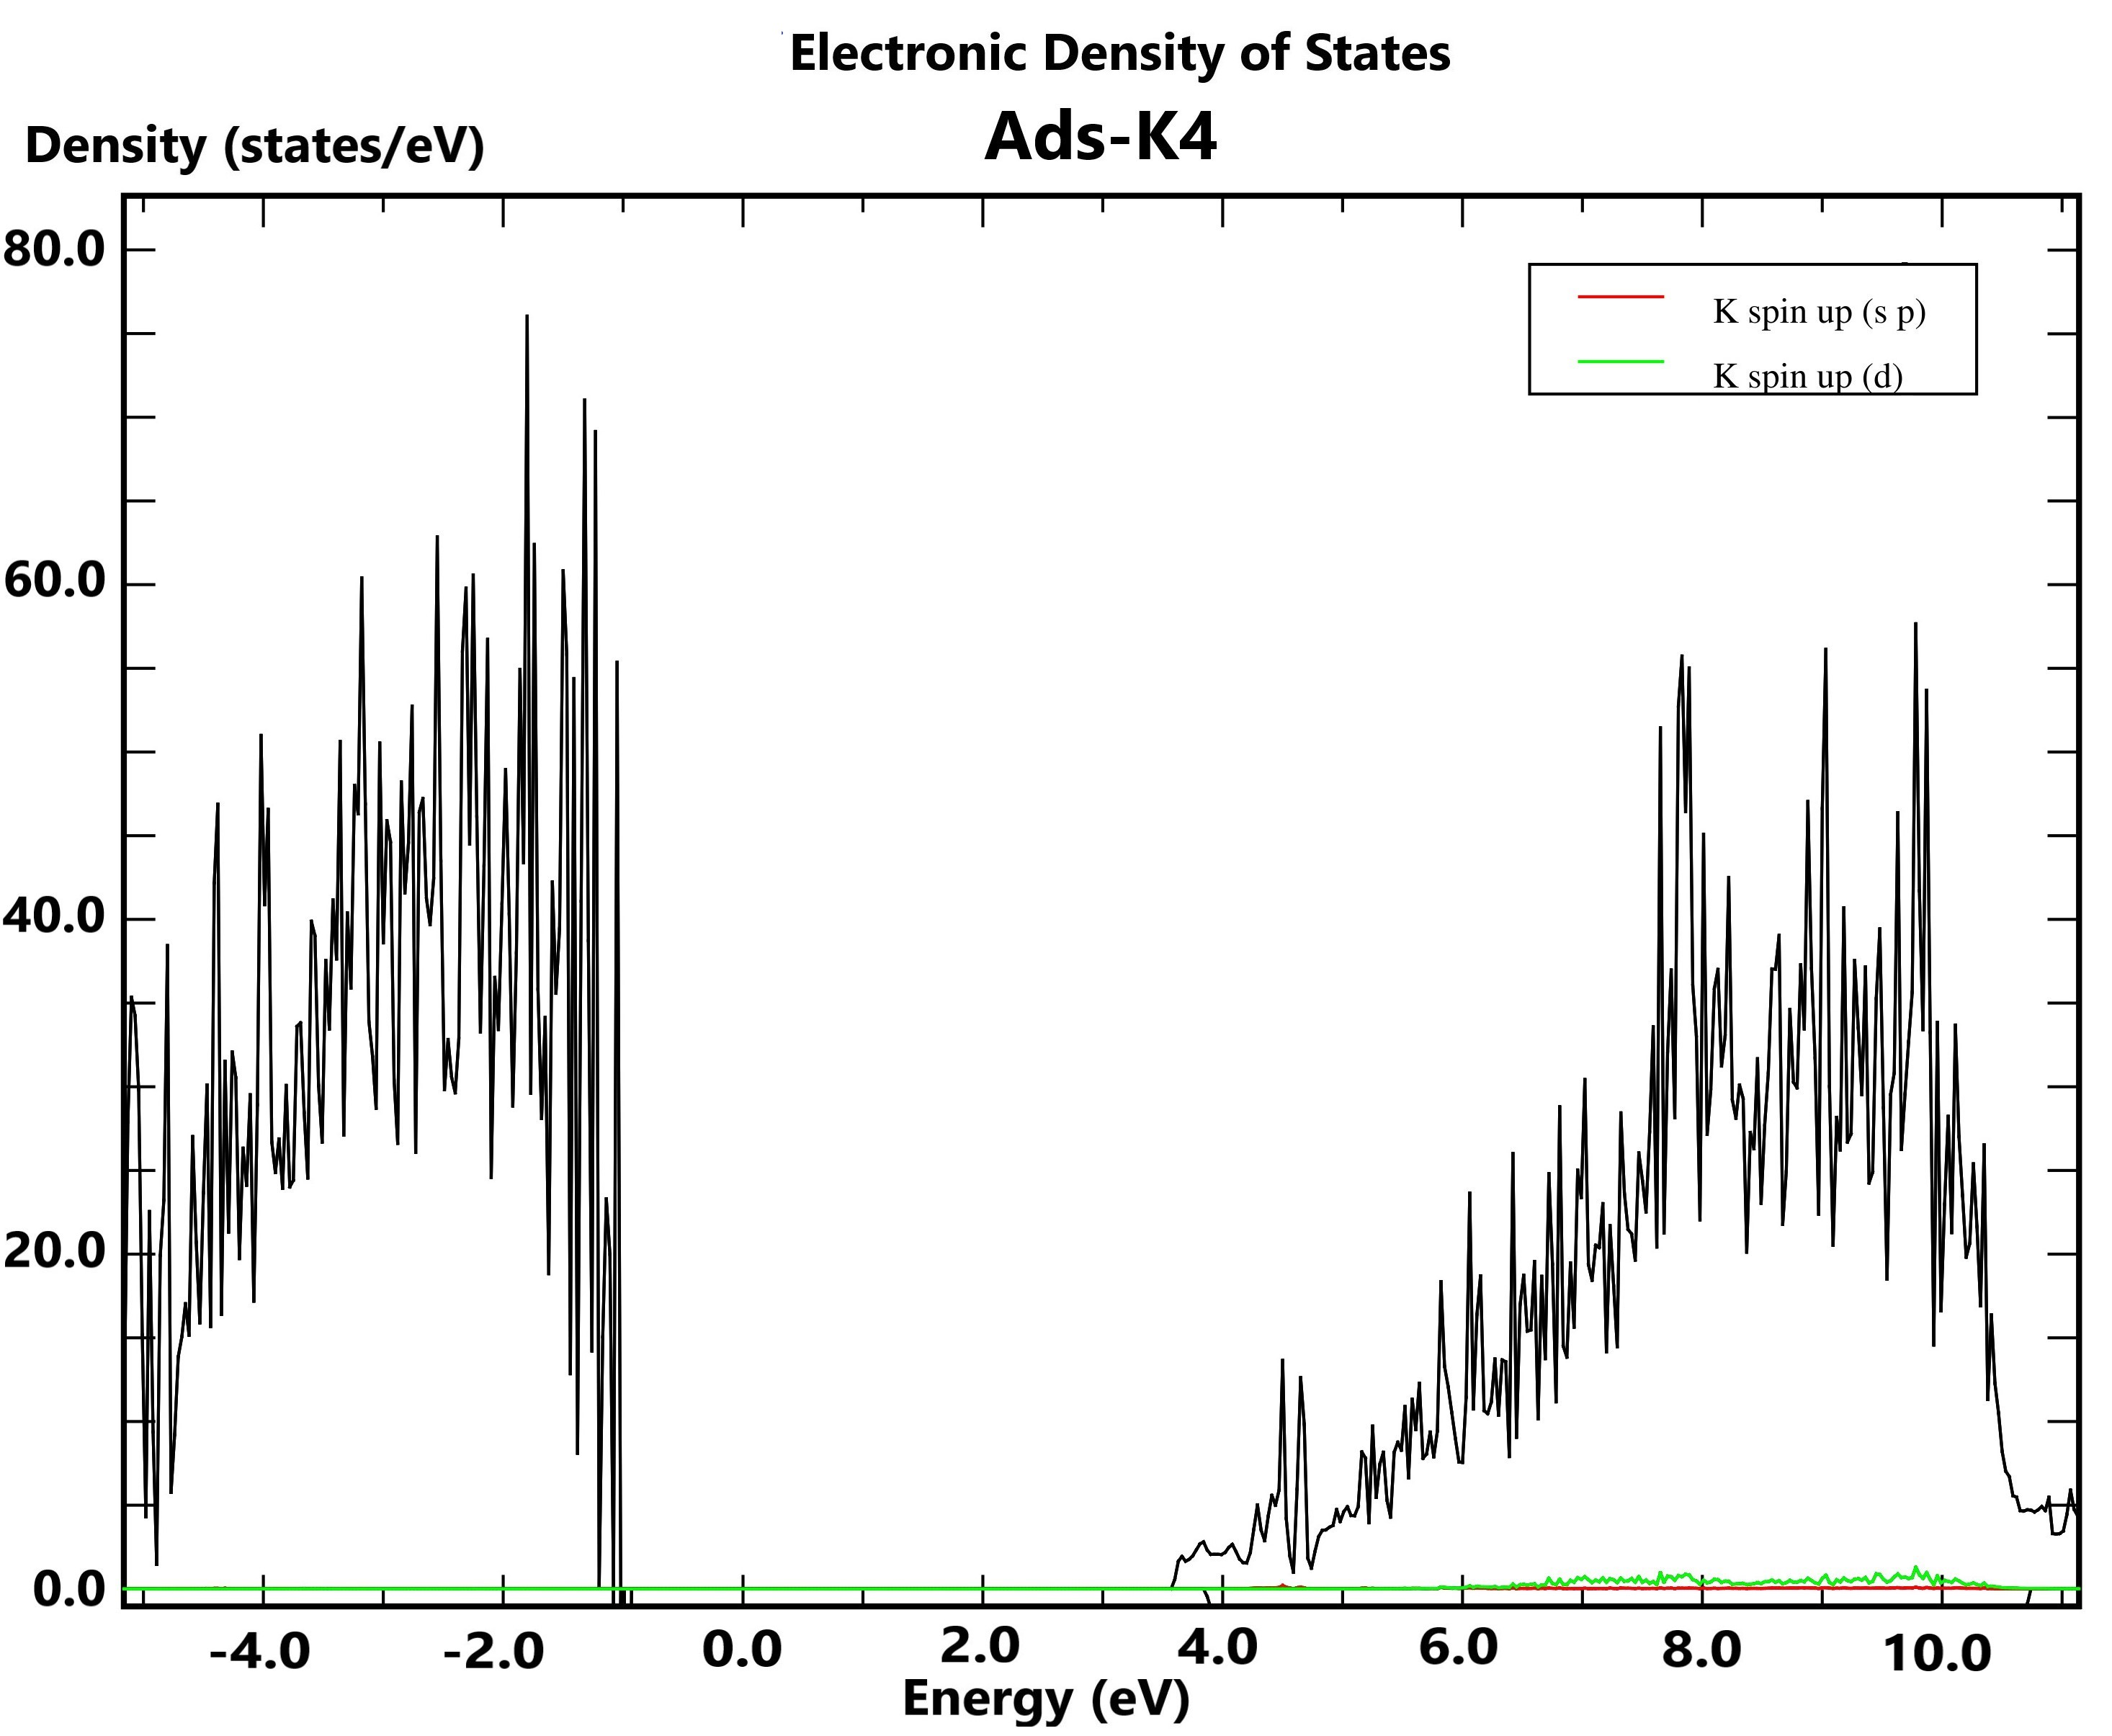 Electronic Density of States
Ads-K4
Density (states/eV)
80.0
60.0
40.0
20.0
0.0
K spin up (s p)
K spin up (d)
-4.0 -2.0 0.0 2.0 4.0 6.0 8.0 10.0
Energy (eV)